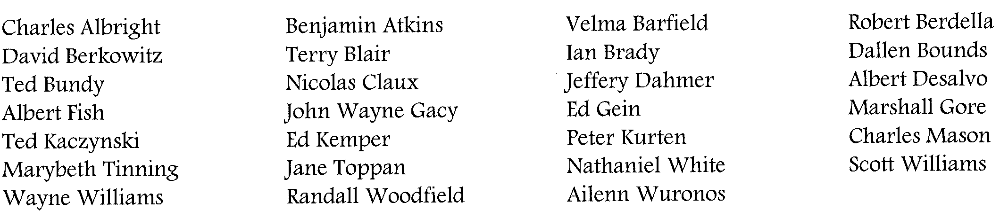 Charles Albright Benjamin Atkins Velma Barfield Robert Berdella
David Berkowitz Terry Blair Ian Brady Dallen Bounds
Ted Bundy Nicolas Claux Jeffery Dahmer Albert Desalvo
Albert Fish John Wayne Gacy Ed Gein Marshall Gore
Ted Kaczynski Ed Kemper Peter Kurten Charles Mason
Marybeth Tinning Jane Toppan Nathaniel White Scott Williams
Wayne Williams Randall Woodfield Ailenn Wuronos